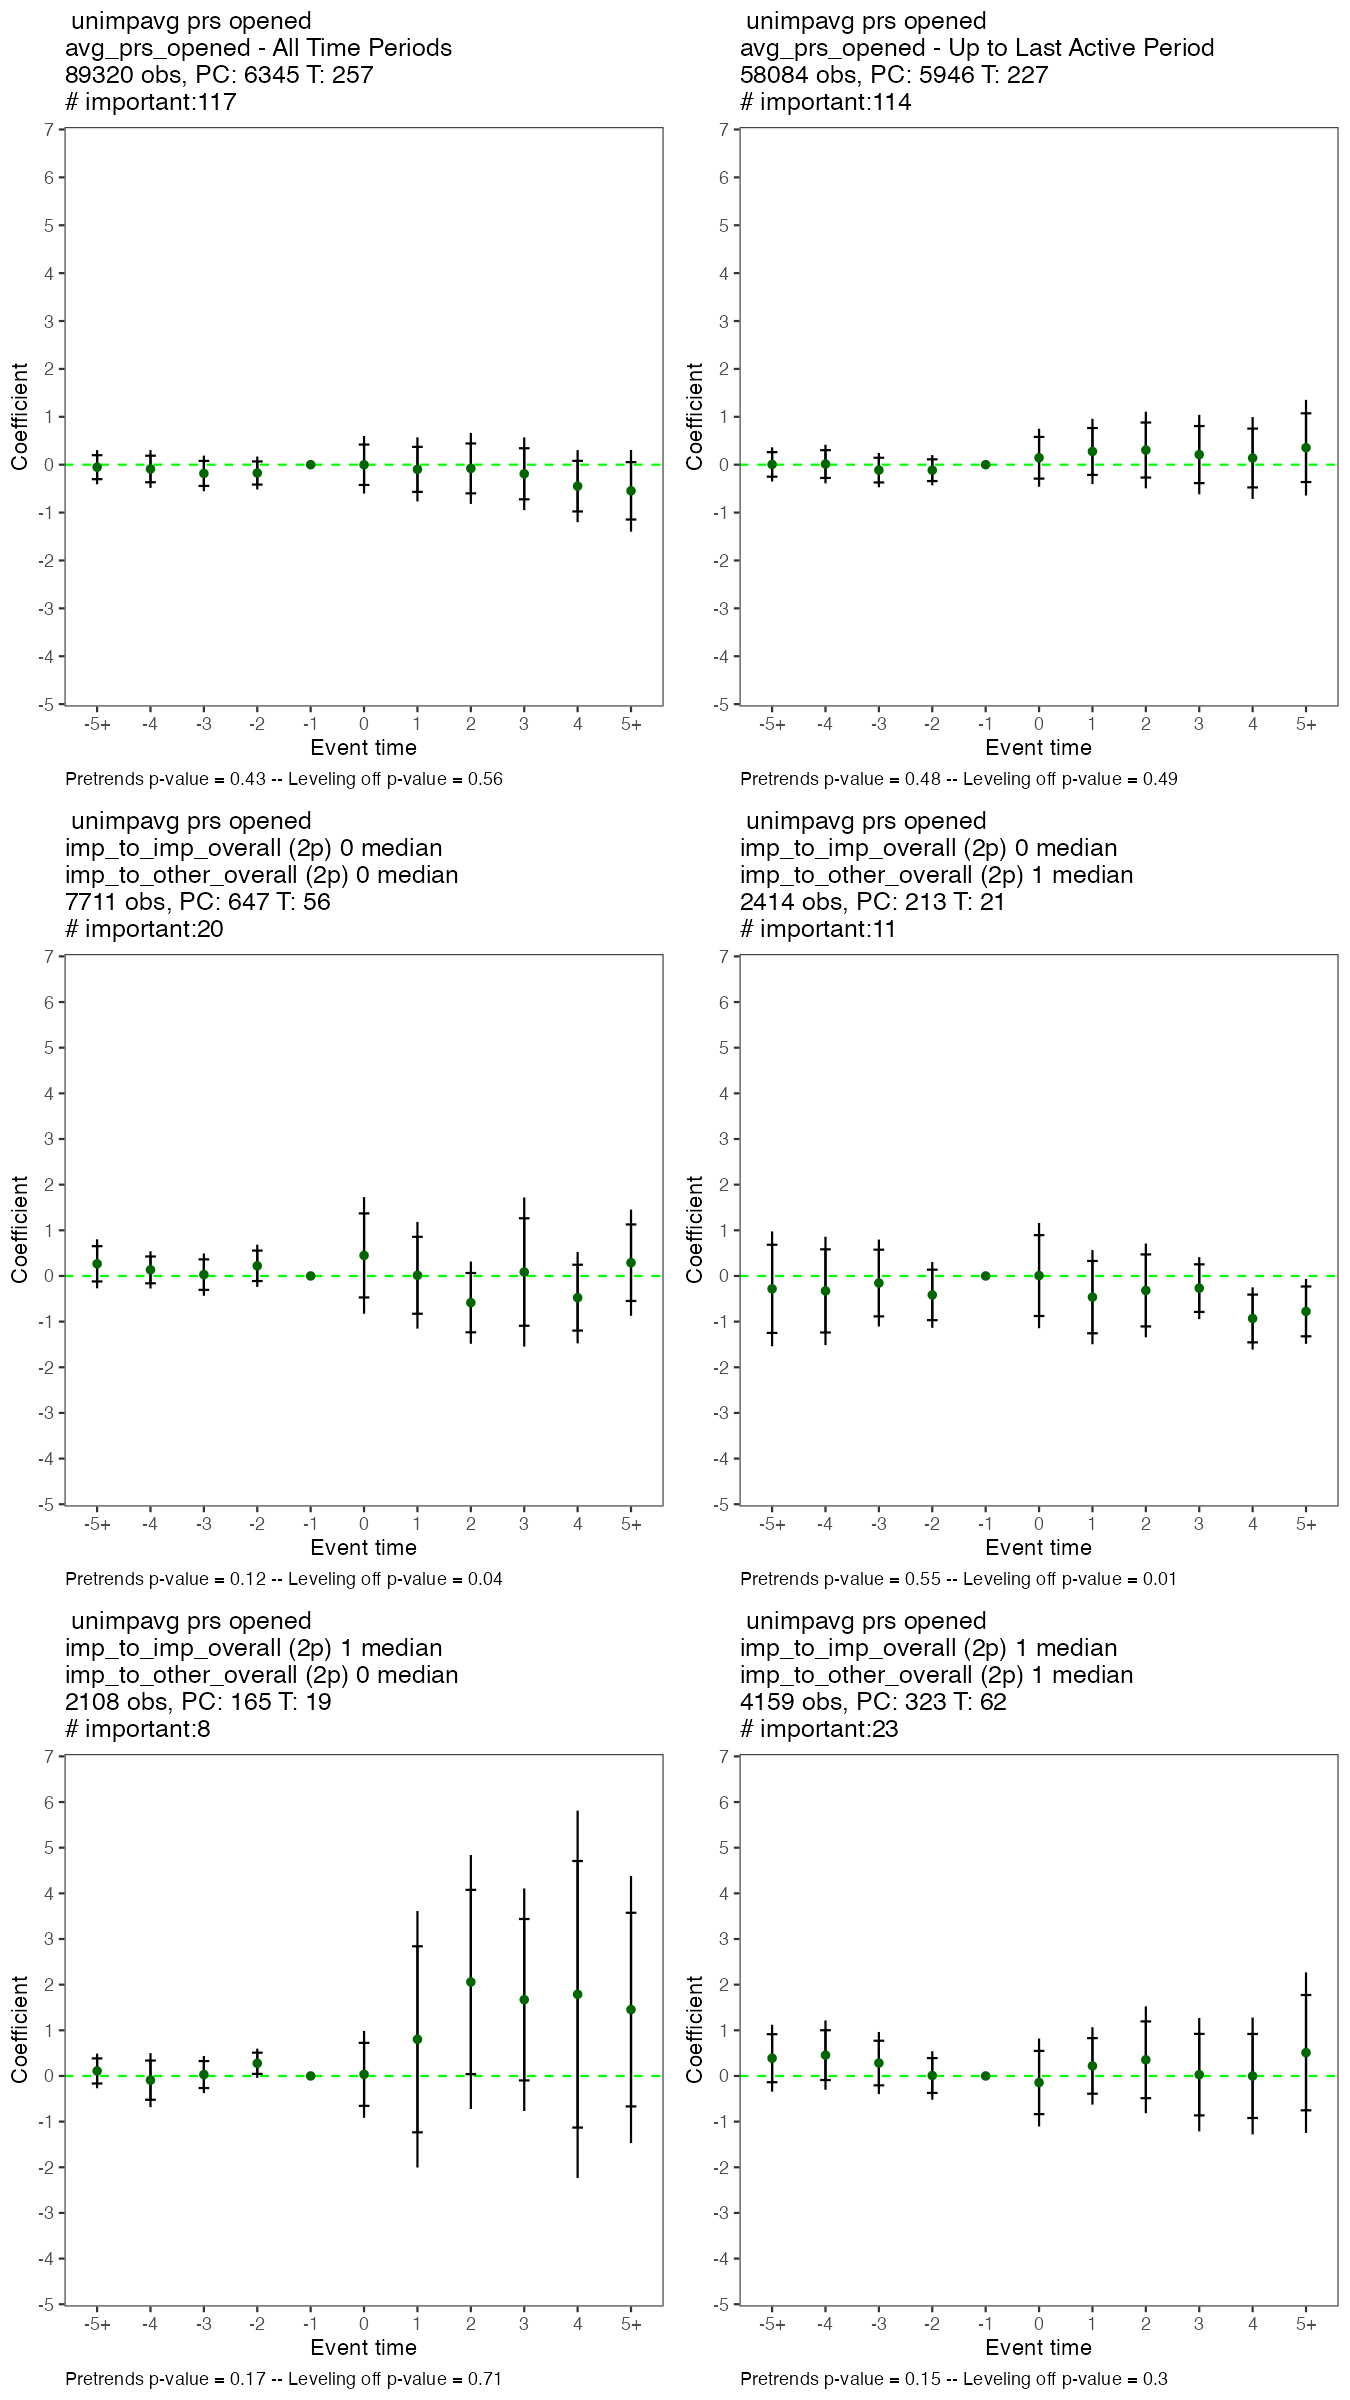 unimpavg prs opened
avg_prs_opened - All Time Periods
89320 obs, PC: 6345 T: 257
# important:117
7
6
5
4
3
2
1
0
-1
-2
-3
-4
-5
Coefficient
-5+ -4 -3 -2 -1 0 1 2 3 4 5+
Event time
Pretrends p-value = 0.43 -- Leveling off p-value = 0.56
unimpavg prs opened
avg_prs_opened - Up to Last Active Period
58084 obs, PC: 5946 T: 227
# important:114
7
6
5
4
3
2
1
0
-1
-2
-3
-4
-5
Coefficient
-5+ -4 -3 -2 -1 0 1 2 3 4 5+
Event time
Pretrends p-value = 0.48 -- Leveling off p-value = 0.49
unimpavg prs opened
imp_to_imp_overall (2p) 0 median
imp_to_other_overall (2p) 0 median
7711 obs, PC: 647 T: 56
# important:20
7
6
5
4
3
2
1
0
-1
-2
-3
-4
-5
Coefficient
-5+ -4 -3 -2 -1 0 1 2 3 4 5+
Event time
Pretrends p-value = 0.12 -- Leveling off p-value = 0.04
unimpavg prs opened
imp_to_imp_overall (2p) 0 median
imp_to_other_overall (2p) 1 median
2414 obs, PC: 213 T: 21
# important:11
7
6
5
4
3
2
1
0
-1
-2
-3
-4
-5
Coefficient
-5+ -4 -3 -2 -1 0 1 2 3 4 5+
Event time
Pretrends p-value = 0.55 -- Leveling off p-value = 0.01
unimpavg prs opened
imp_to_imp_overall (2p) 1 median
imp_to_other_overall (2p) 0 median
2108 obs, PC: 165 T: 19
# important:8
7
6
5
4
3
2
1
0
-1
-2
-3
-4
-5
Coefficient
-5+ -4 -3 -2 -1 0 1 2 3 4 5+
Event time
Pretrends p-value = 0.17 -- Leveling off p-value = 0.71
unimpavg prs opened
imp_to_imp_overall (2p) 1 median
imp_to_other_overall (2p) 1 median
4159 obs, PC: 323 T: 62
# important:23
7
6
5
4
3
2
1
0
-1
-2
-3
-4
-5
Coefficient
-5+ -4 -3 -2 -1 0 1 2 3 4 5+
Event time
Pretrends p-value = 0.15 -- Leveling off p-value = 0.3